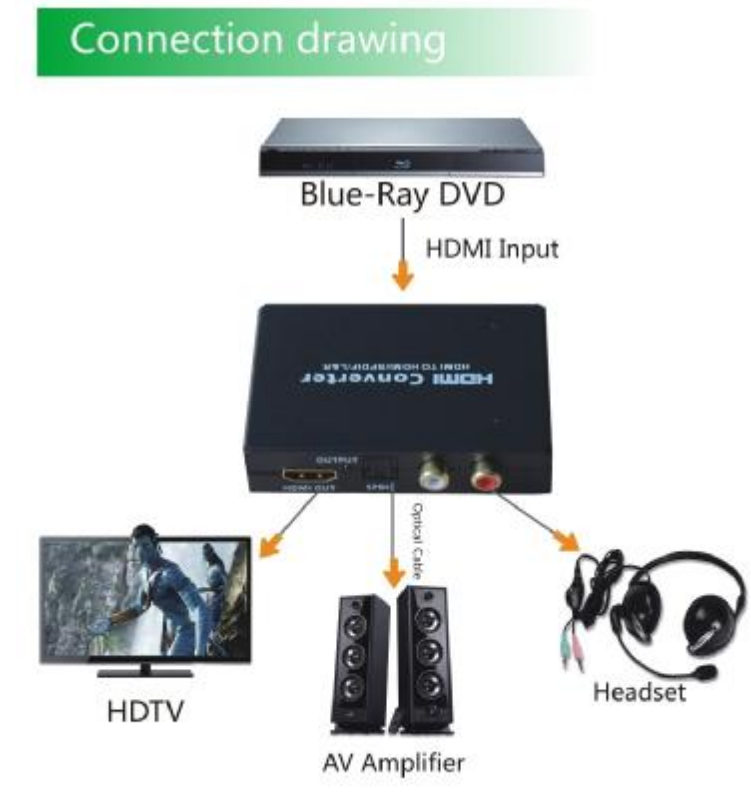 Connection drawing
Blue-Ray DVD
HDMI Input
HDMI Converter
HDMI TO HDMI/SPDIF/L&R
OUTPUT
HDMI OUT
SPDIF
Optical Cable
HDTV
AV Amplifier
Headset